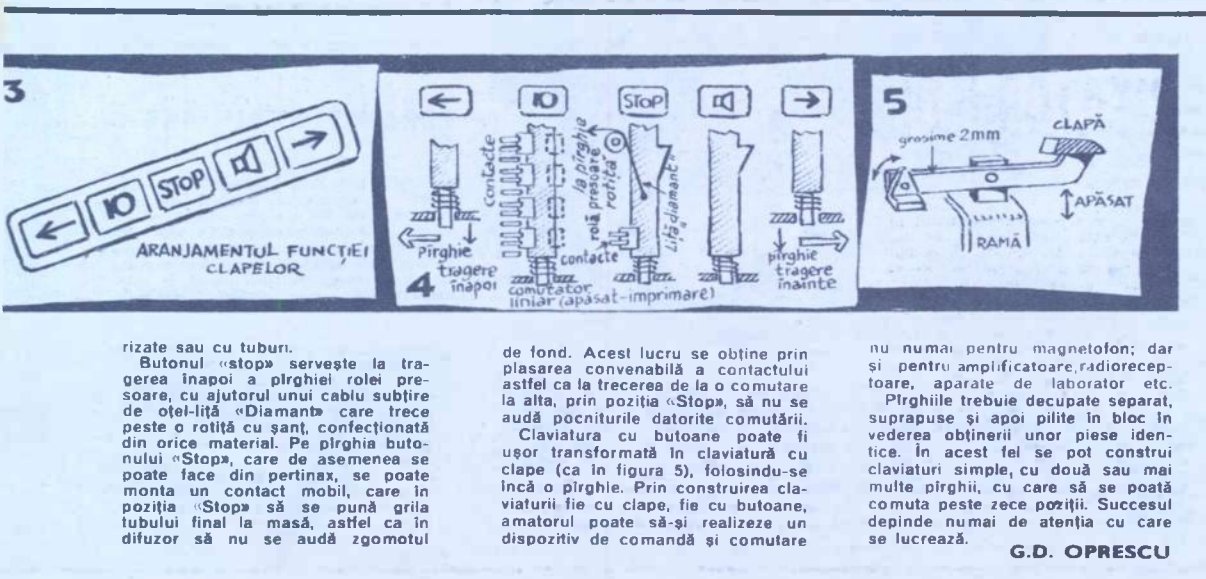 3
← IO STOP →
ARANJAMENTUL FUNCȚIEI
CLAPELOR
4
← IO STOP →
Contacte
la pîrghie
rolă presoare
rotiță
Liță „diamant”
contacte
Pîrghie
tragere
înapoi
comutator
liniar (apăsat-imprimare)
pîrghie
tragere
înainte
5
grosime 2mm
CLAPĂ
APĂSAT
RAMĂ
rizate sau cu tuburi.
Butonul «stop» servește la tra-
gerea înapoi a pîrghiei rolei pre-
soare, cu ajutorul unui cablu subțire
de oțel-liță «Diamant» care trece
peste o rotiță cu șanț, confecționată
din orice material. Pe pîrghia buto-
nului «Stop», care de asemenea se
poate face din pertinax, se poate
monta un contact mobil, care în
poziția «Stop» să se pună grila
tubului final la masă, astfel ca în
difuzor să nu se audă zgomotul
de fond. Acest lucru se obține prin
plasarea convenabilă a contactului
astfel ca la trecerea de la o comutare
la alta, prin poziția «Stop», să nu se
audă pocniturile datorite comutării.
Claviatura cu butoane poate fi
ușor transformată în claviatură cu
clape (ca în figura 5), folosindu-se
încă o pîrghie. Prin construirea cla-
viaturii fie cu clape, fie cu butoane,
amatorul poate să-și realizeze un
dispozitiv de comandă și comutare
nu numai pentru magnetofon; dar
și pentru amplificatoare, radiorecep-
toare, aparate de laborator etc.
Pîrghiile trebuie decupate separat,
suprapuse și apoi pilite în bloc în
vederea obținerii unor piese iden-
tice. În acest fel se pot construi
claviaturi simple, cu două sau mai
multe pîrghii, cu care să se poată
comuta peste zece poziții. Succesul
depinde numai de atenția cu care
se lucrează.
G.D. OPRESCU